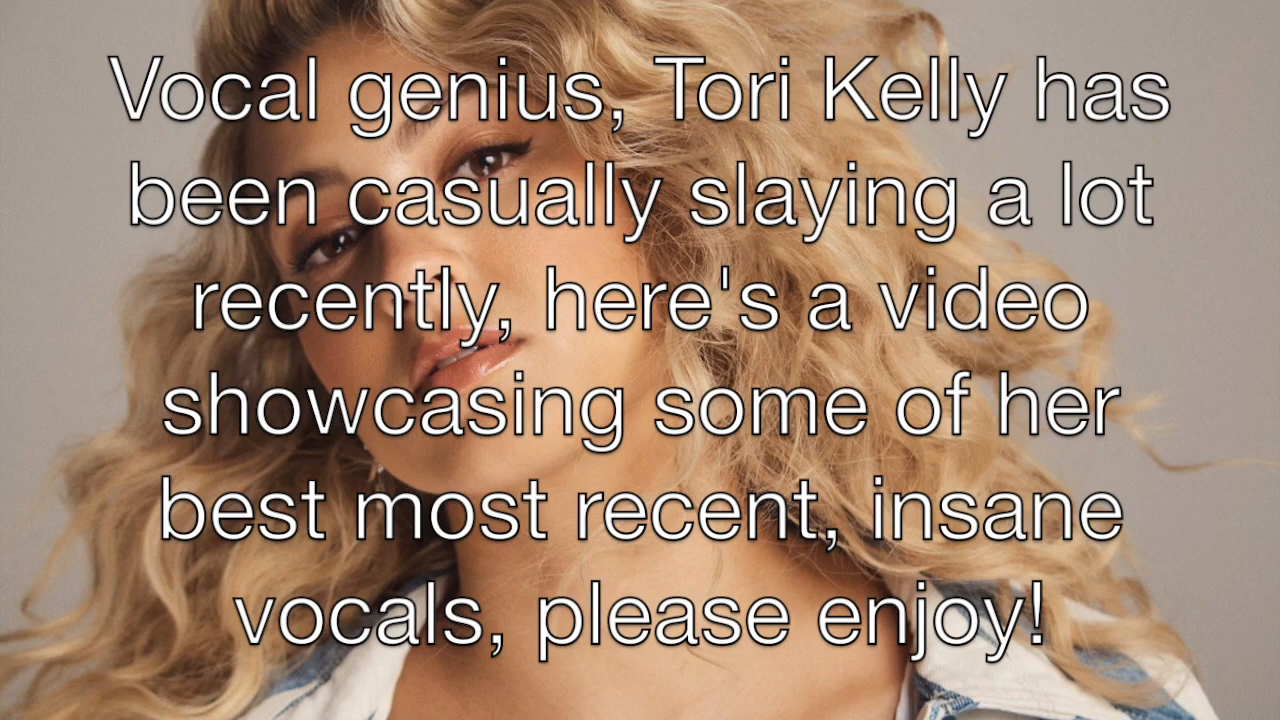 Vocal genius, Tori Kelly has
been casually slaying a lot
recently, here's a video
showcasing some of her
best most recent, insane
vocals, please enjoy!